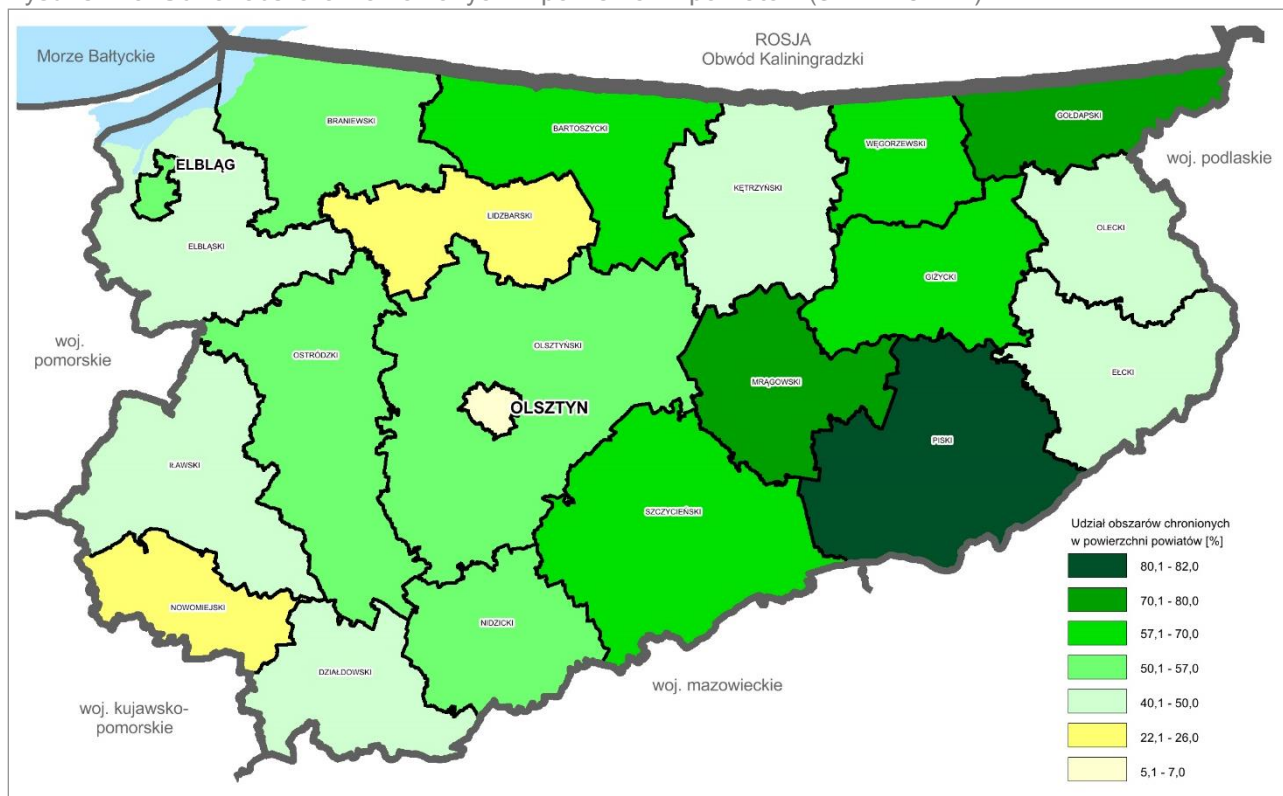 Morze Bałtyckie
ROSJA
Obwód Kaliningradzki
GOŁDAPSKI
BRANIEWSKI
BARTOSZYCKI
WĘGORZEWSKI
woj. podlaskie
ELBLĄG
KĘTRZYŃSKI
LIDZBARSKI
OLECKI
ELBLĄSKI
GIŻYCKI
woj.
pomorskie
OSTRÓDZKI
OLSZTYŃSKI
EŁCKI
MRĄGOWSKI
OLSZTYN
PISKI
IŁAWSKI
SZCZYCIEŃSKI
NOWOMIEJSKI
NIDZICKI
DZIAŁDOWSKI
woj. mazowieckie
woj. kujawsko-
pomorskie
Udział obszarów chronionych
w powierzchni powiatów [%]
80,1 - 82,0
70,1 - 80,0
57,1 - 70,0
50,1 - 57,0
40,1 - 50,0
22,1 - 26,0
5,1 - 7,0